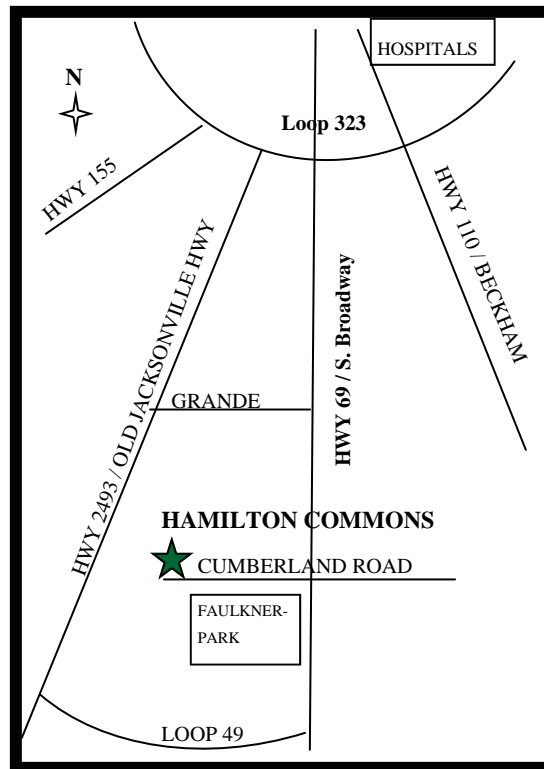 HOSPITALS
N
Loop 323
HWY 155
HWY 110 / BECKHAM
HWY 2493 / OLD JACKSONVILLE HWY
HWY 69 / S. Broadway
GRANDE
HAMILTON COMMONS
CUMBERLAND ROAD
FAULKNER-
PARK
LOOP 49